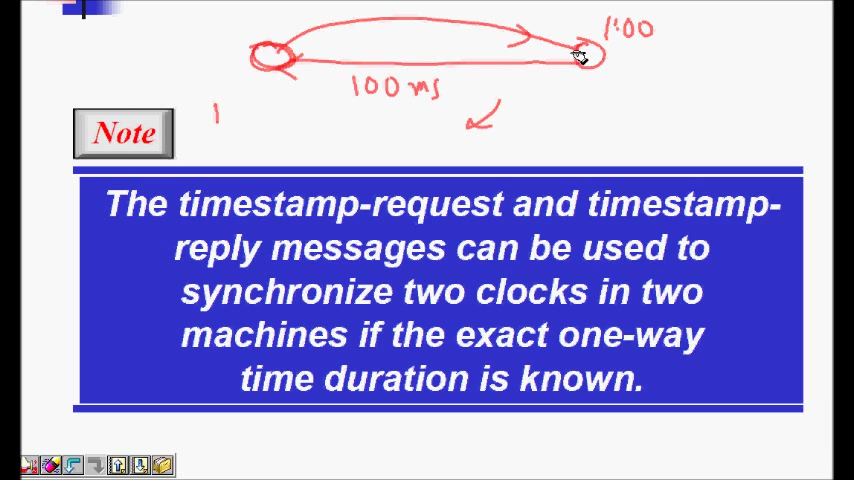 1:00
100 ms
1
Note
The timestamp-request and timestamp-
reply messages can be used to
synchronize two clocks in two
machines if the exact one-way
time duration is known.